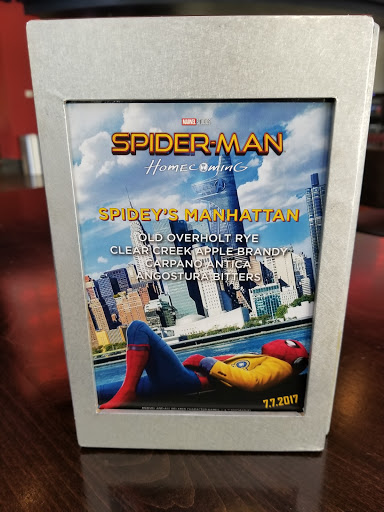 MARVEL STUDIOS
SPIDER-MAN
HOMECOMING
SPIDEY'S MANHATTAN
OLD OVERHOLT RYE
CLEAR CREEK APPLE BRANDY
CARPANO ANTICA
ANGOSTURA BITTERS
7.7.2017